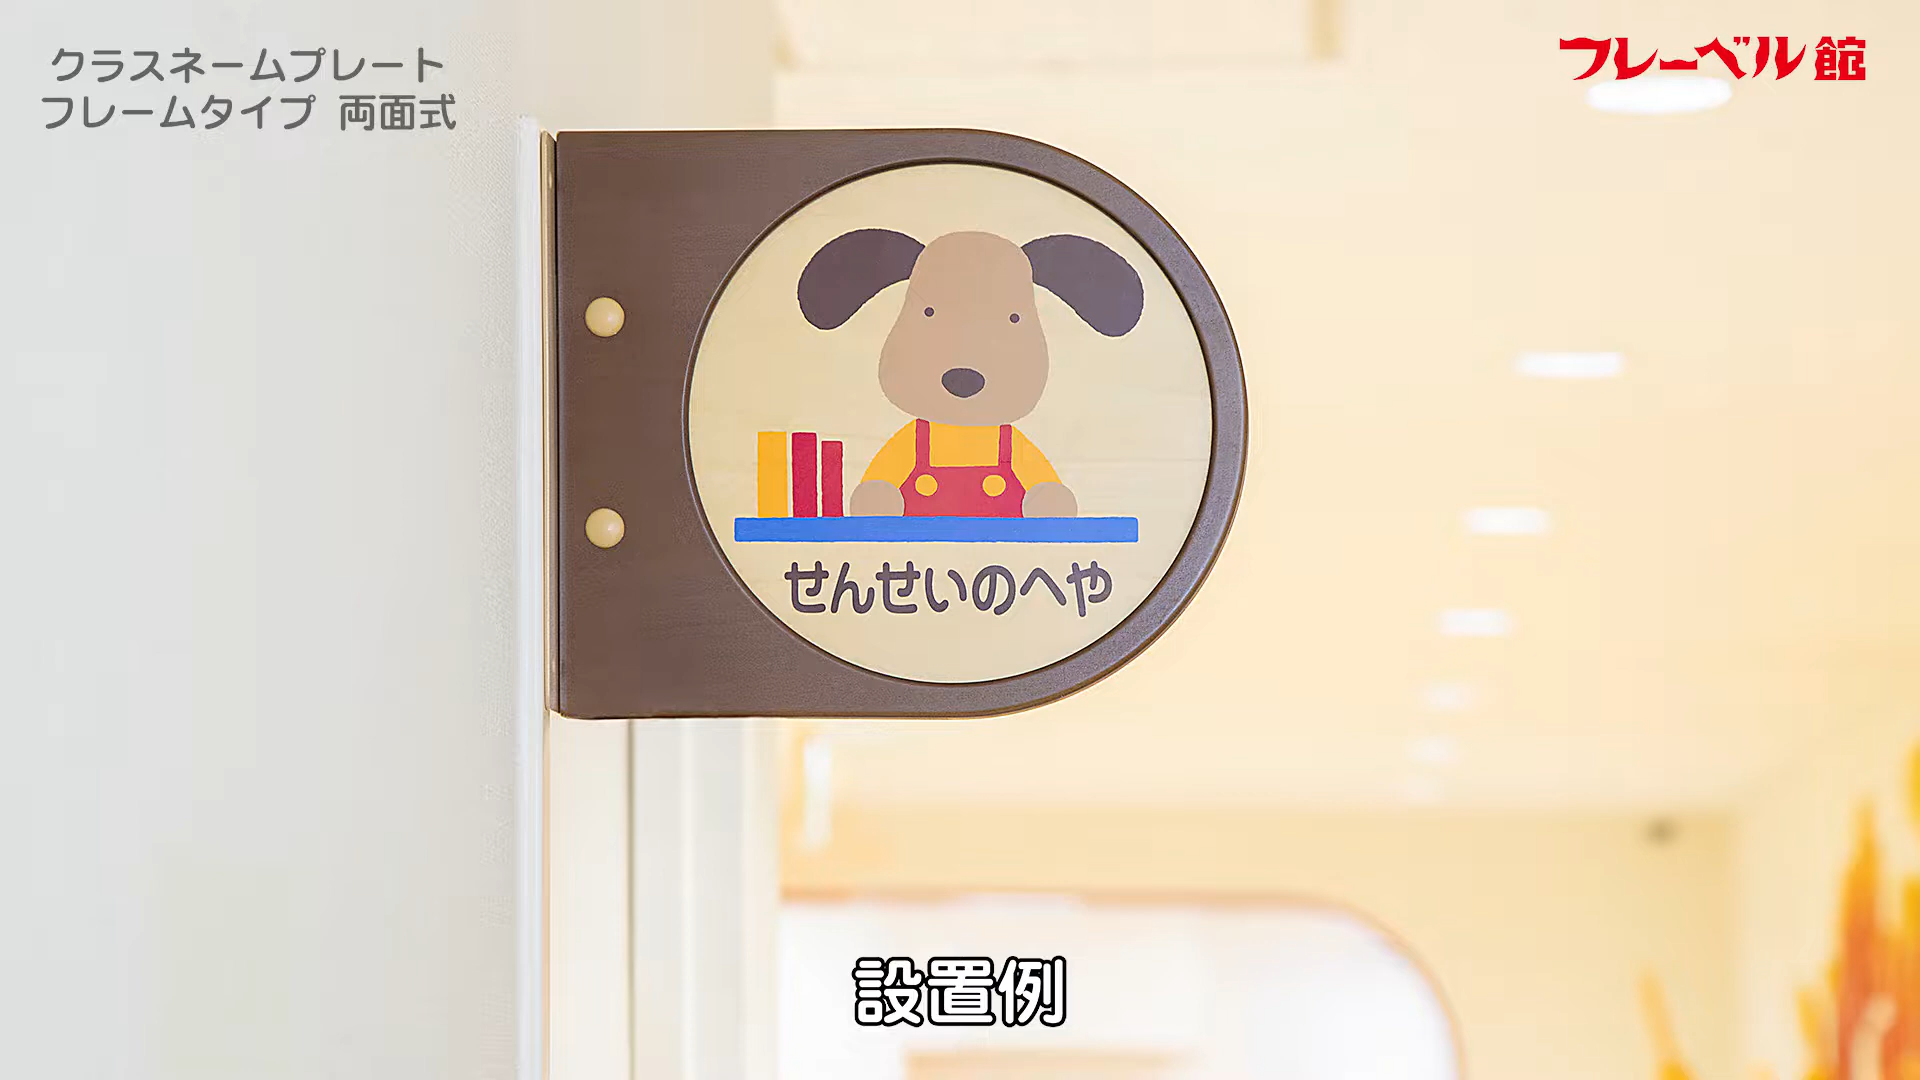 クラスネームプレート
フレームタイプ 両面式
フレーベル館
せんせいのへや
設置例